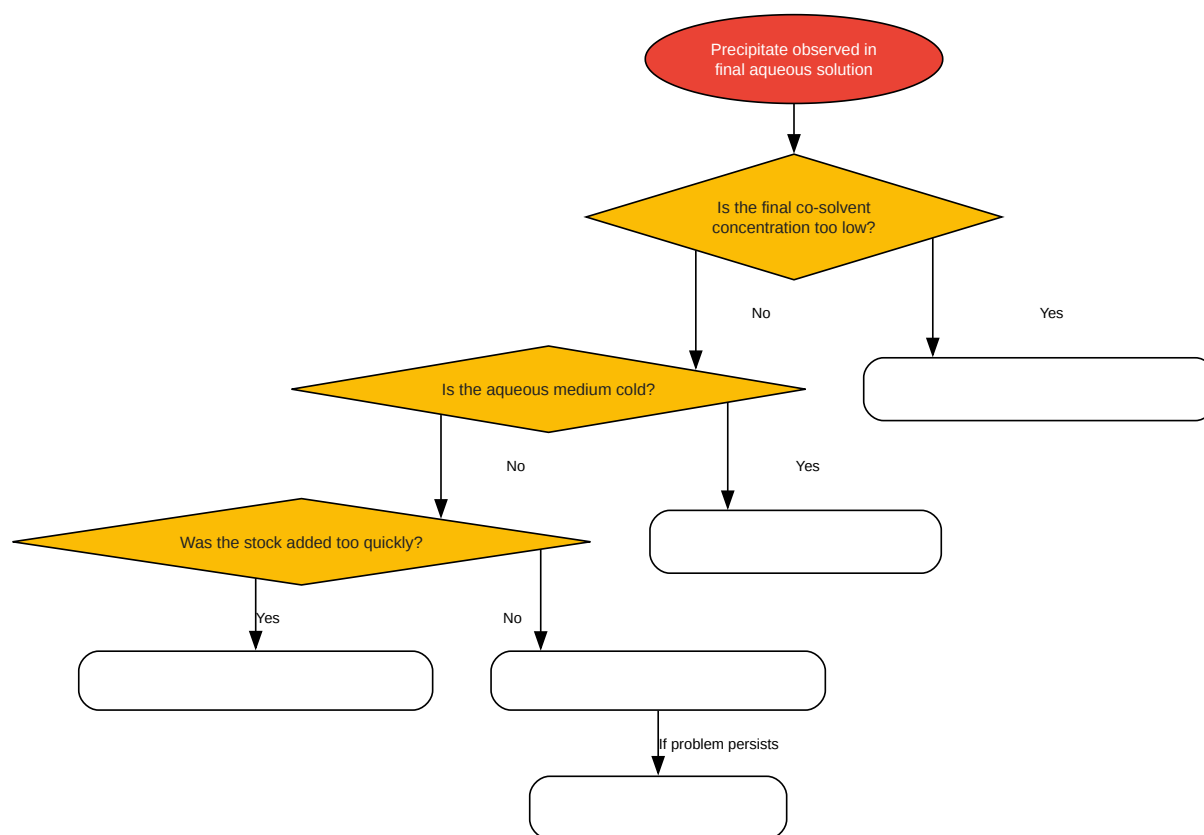 Precipitate observed in
final aqueous solution
Is the final co-solvent
concentration too low?
No
Yes
Is the aqueous medium cold?
No
Yes
Was the stock added too quickly?
Yes
No
If problem persists